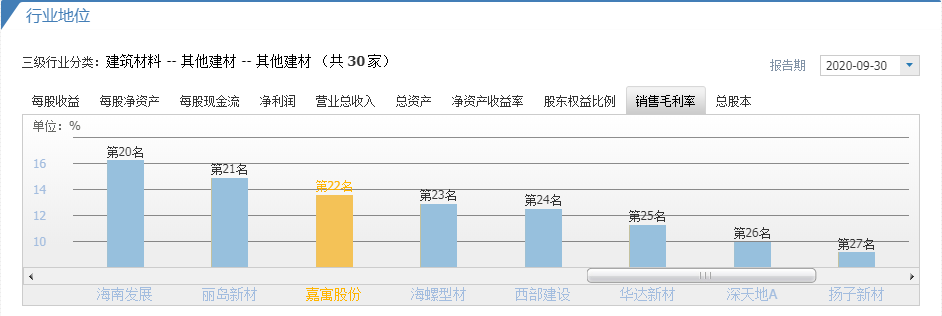 行业地位
三级行业分类：建筑材料 -- 其他建材 -- 其他建材 （共 30 家）
报告期 2020-09-30
每股收益 每股净资产 每股现金流 净利润 营业总收入 总资产 净资产收益率 股东权益比例 销售毛利率 总股本
单位：%
第20名
16
第21名
14
第22名
第23名
12
第24名
第25名
10
第26名
第27名
海南发展 丽岛新材 嘉寓股份 海螺型材 西部建设 华达新材 深天地A 扬子新材